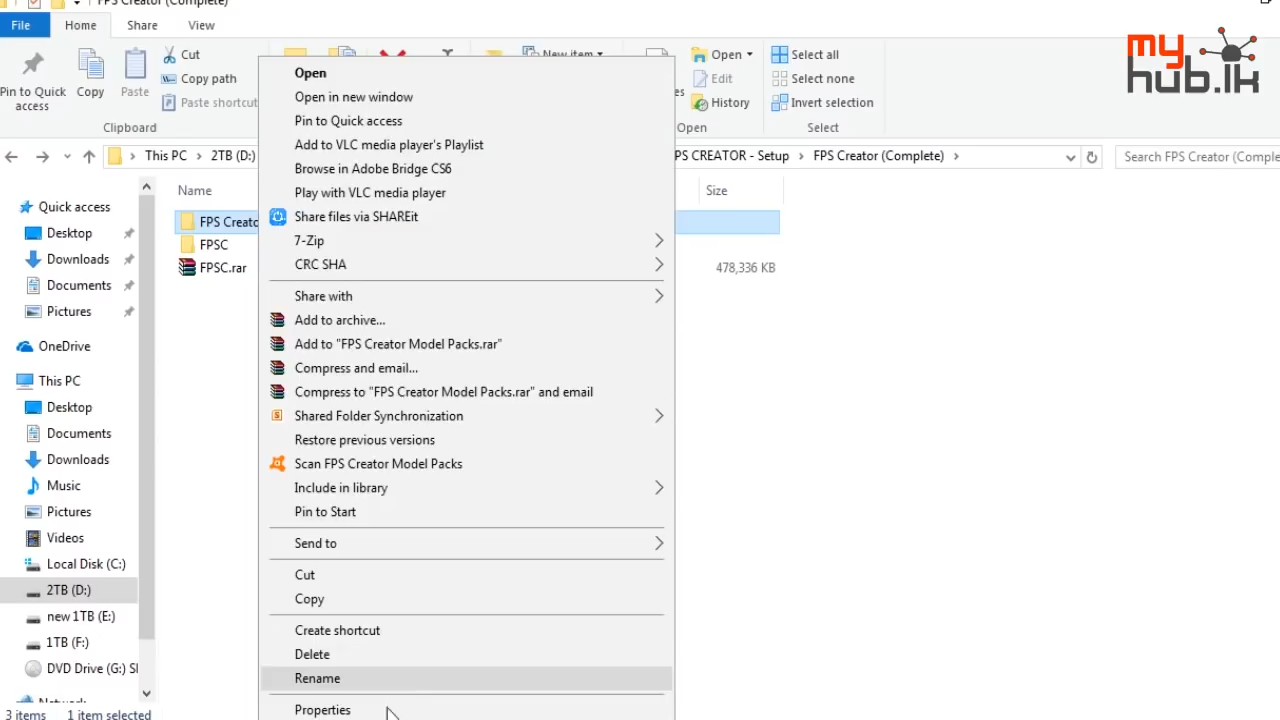 FPS Creator (Complete)
File Home Share View
my
hub.lk
Pin to Quick access
Copy
Paste
Cut
Copy path
Paste shortcut
Clipboard
New item
Open
Edit
History
Open
Select all
Select none
Invert selection
Select
This PC > 2TB (D:)
PS CREATOR - Setup > FPS Creator (Complete) >
Search FPS Creator (Comple
Quick access
Desktop
Downloads
Documents
Pictures
OneDrive
This PC
Desktop
Documents
Downloads
Music
Pictures
Videos
Local Disk (C:)
2TB (D:)
new 1TB (E:)
1TB (F:)
DVD Drive (G:)
Network
Name
Size
FPS Creato
FPSC
FPSC.rar
478,336 KB
Open
Open in new window
Pin to Quick access
Add to VLC media player's Playlist
Browse in Adobe Bridge CS6
Play with VLC media player
Share files via SHAREit
7-Zip
CRC SHA
Share with
Add to archive...
Add to "FPS Creator Model Packs.rar"
Compress and email...
Compress to "FPS Creator Model Packs.rar" and email
Shared Folder Synchronization
Restore previous versions
Scan FPS Creator Model Packs
Include in library
Pin to Start
Send to
Cut
Copy
Create shortcut
Delete
Rename
Properties
3 items 1 item selected